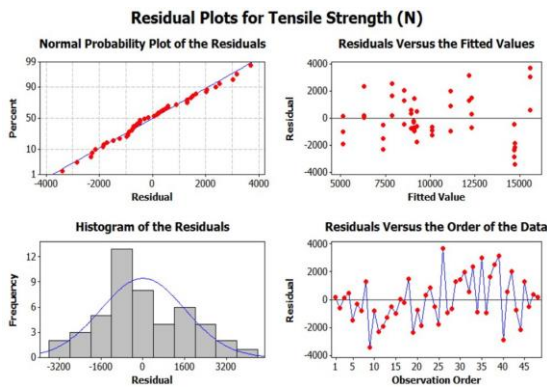 Residual Plots for Tensile Strength (N)
Normal Probability Plot of the Residuals
Residuals Versus the Fitted Values
99
90
50
10
1
Percent
-4000 -2000 0 2000 4000
Residual
4000
2000
0
-2000
-4000
Residual
5000 7500 10000 12500 15000
Fitted Value
Histogram of the Residuals
Residuals Versus the Order of the Data
12
9
6
3
0
Frequency
-3200 -1600 0 1600 3200
Residual
4000
2000
0
-2000
-4000
Residual
1 5 10 15 20 25 30 35 40 45
Observation Order